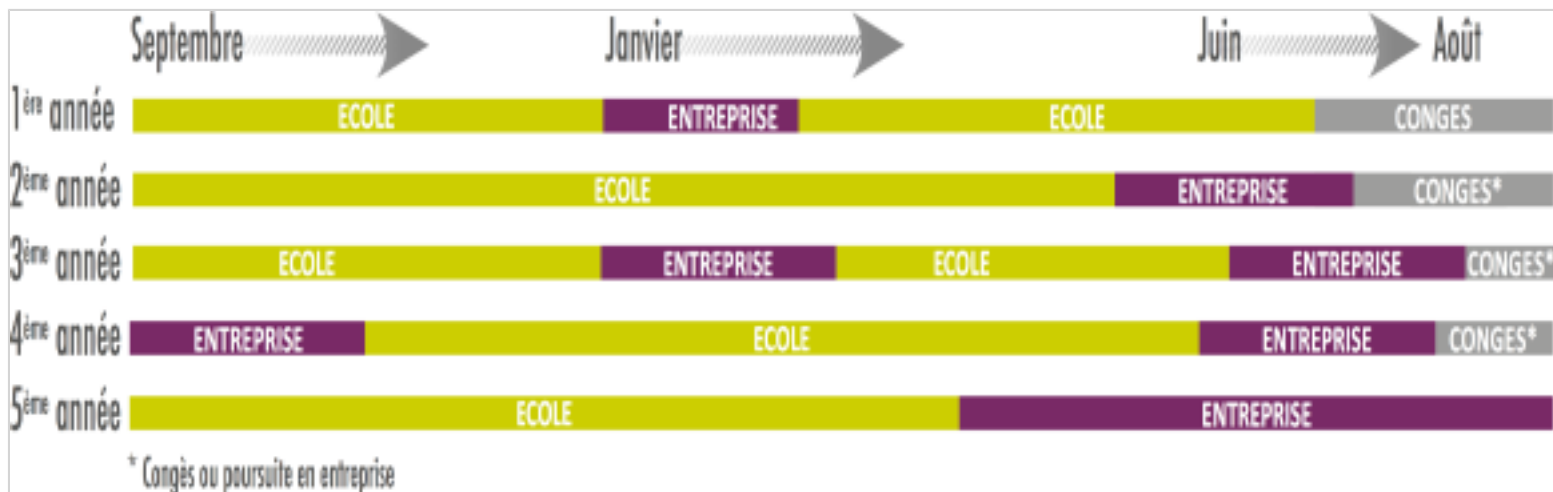 Septembre Janvier Juin Août
1ère année ECOLE ENTREPRISE ECOLE CONGES
2ème année ECOLE ENTREPRISE CONGES*
3ème année ECOLE ENTREPRISE ECOLE ENTREPRISE CONGES*
4ème année ENTREPRISE ECOLE ENTREPRISE CONGES*
5ème année ECOLE ENTREPRISE
* Congès ou poursuite en entreprise